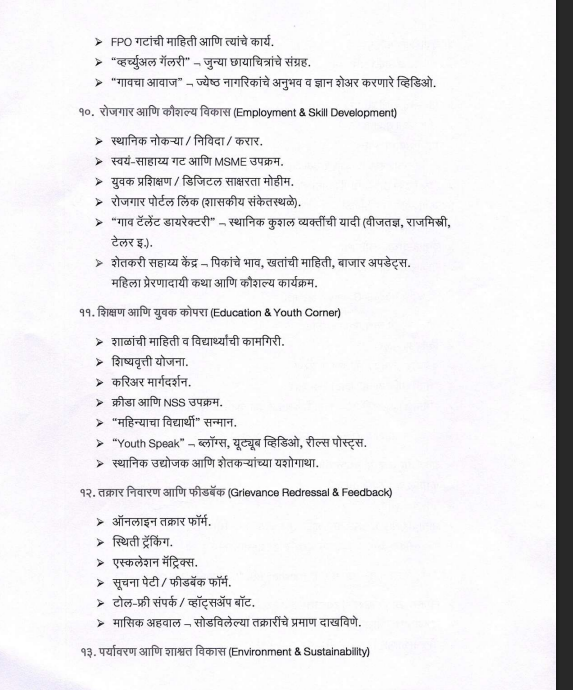 ➢ FPO गटांची माहिती आणि त्यांचे कार्य.
➢ “व्हर्च्युअल गॅलरी” – जुन्या छायाचित्रांचे संग्रह.
➢ “गावचा आवाज” – ज्येष्ठ नागरिकांचे अनुभव व ज्ञान शेअर करणारे व्हिडिओ.
१०. रोजगार आणि कौशल्य विकास (Employment & Skill Development)
➢ स्थानिक नोकऱ्या / निविदा / करार.
➢ स्वयं-साहाय्य गट आणि MSME उपक्रम.
➢ युवक प्रशिक्षण / डिजिटल साक्षरता मोहीम.
➢ रोजगार पोर्टल लिंक (शासकीय संकेतस्थळे).
➢ “गाव टॅलेंट डायरेक्टरी” – स्थानिक कुशल व्यक्तींची यादी (वीजतज्ञ, राजमिस्त्री,
टेलर इ.).
➢ शेतकरी सहाय्य केंद्र – पिकांचे भाव, खतांची माहिती, बाजार अपडेट्स.
महिला प्रेरणादायी कथा आणि कौशल्य कार्यक्रम.
११. शिक्षण आणि युवक कोपरा (Education & Youth Corner)
➢ शाळांची माहिती व विद्यार्थ्यांची कामगिरी.
➢ शिष्यवृत्ती योजना.
➢ करिअर मार्गदर्शन.
➢ क्रीडा आणि NSS उपक्रम.
➢ “महिन्याचा विद्यार्थी” सन्मान.
➢ “Youth Speak” – ब्लॉग्स, यूट्यूब व्हिडिओ, रील्स पोस्ट्स.
➢ स्थानिक उद्योजक आणि शेतकऱ्यांच्या यशोगाथा.
१२. तक्रार निवारण आणि फीडबॅक (Grievance Redressal & Feedback)
➢ ऑनलाइन तक्रार फॉर्म.
➢ स्थिती ट्रॅकिंग.
➢ एस्कलेशन मॅट्रिक्स.
➢ सूचना पेटी / फीडबॅक फॉर्म.
➢ टोल-फ्री संपर्क / व्हॉट्सअ‍ॅप बॉट.
➢ मासिक अहवाल – सोडविलेल्या तक्रारींचे प्रमाण दाखविणे.
१३. पर्यावरण आणि शाश्वत विकास (Environment & Sustainability)